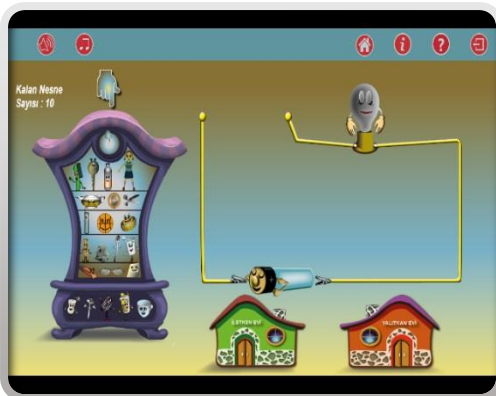 Kalan Nesne
Sayısı : 10
İLETKEN EVİ
YALITKAN EVİ